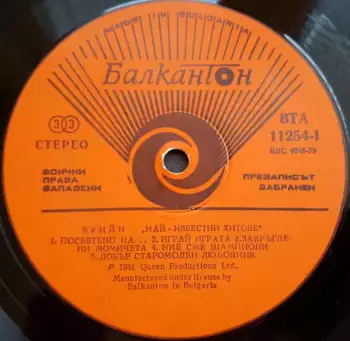 MADE IN BULGARIA
Балкантон
33
СТЕРЕО
ВТА
11254-I
ВСИЧКИ
ПРАВА
ЗАПАЗЕНИ
ПРЕЗАПИСЪТ
ЗАБРАНЕН
КУИЙН „НАЙ - ИЗВЕСТНИ ХИТОВЕ"
1. ПОСВЕТЕНО НА . . 2. ИГРАЙ ИГРАТА 3.ЗАКРЪГЛЕ-
НИ МОМИЧЕТА 4. НИЕ СМЕ ШАМПИОНИ
5. ДОБЪР СТАРОМОДЕН ЛЮБОВНИК
P 1981 Queen Productions Ltd.
Manufactured under license by
Balkanton in Bulgaria